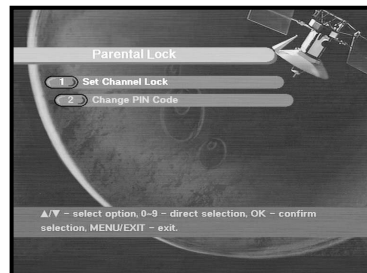 Parental Lock
1 Set Channel Lock
2 Change PIN Code
▲/▼ – select option, 0~9 – direct selection, OK – confirm
selection, MENU/EXIT – exit.